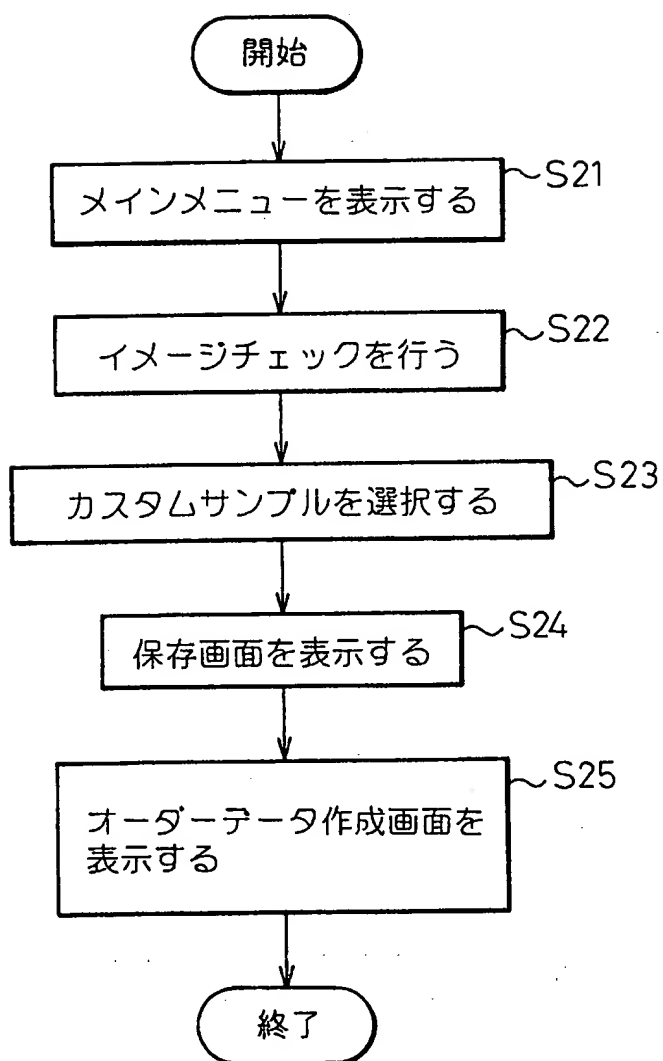 開始
メインメニューを表示する
S21
イメージチェックを行う
S22
カスタムサンプルを選択する
S23
保存画面を表示する
S24
オーダーデータ作成画面を
表示する
S25
終了